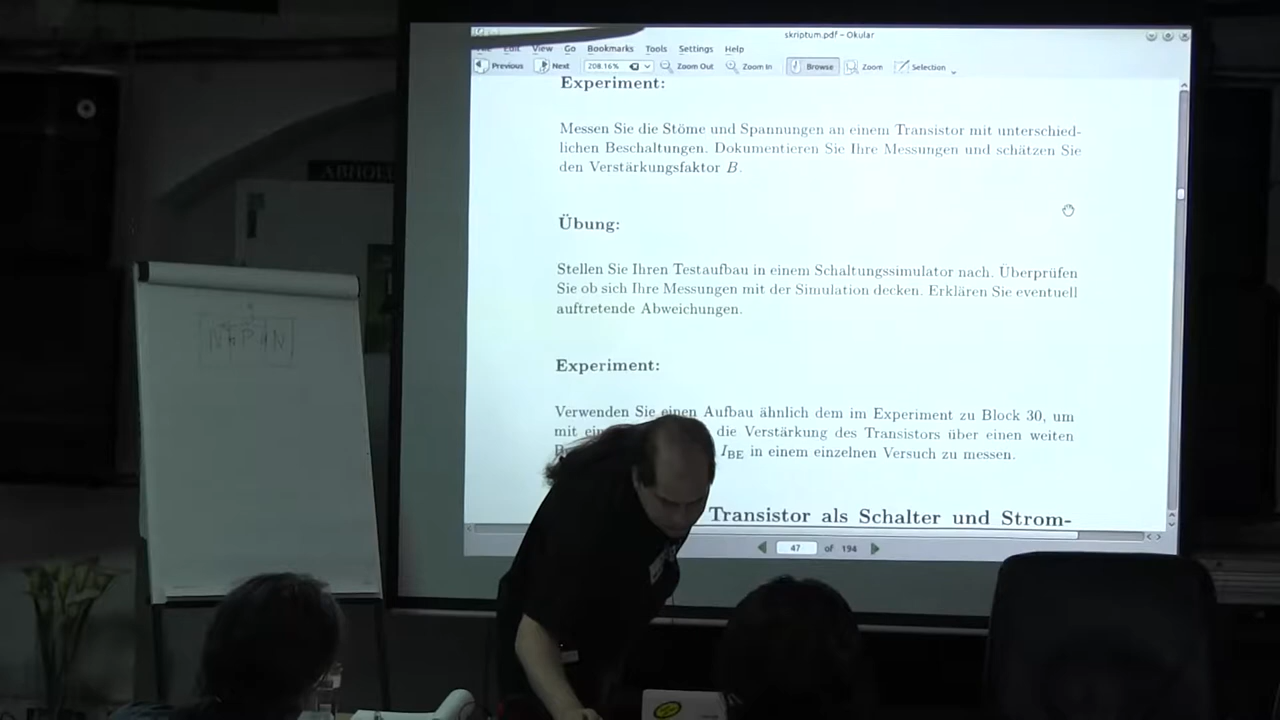 skriptum.pdf – Okular
Edit View Go Bookmarks Tools Settings Help
Previous Next 208.16% Zoom Out Zoom In Browse Zoom Selection
Experiment:
Messen Sie die Stöme und Spannungen an einem Transistor mit unterschied-
lichen Beschaltungen. Dokumentieren Sie Ihre Messungen und schätzen Sie
den Verstärkungsfaktor B.
ABHOL
Übung:
Stellen Sie Ihren Testaufbau in einem Schaltungssimulator nach. Überprüfen
Sie ob sich Ihre Messungen mit der Simulation decken. Erklären Sie eventuell
auftretende Abweichungen.
N P N
Experiment:
Verwenden Sie einen Aufbau ähnlich dem im Experiment zu Block 30, um
mit die Verstärkung des Transistors über einen weiten
IBE in einem einzelnen Versuch zu messen.
Transistor als Schalter und Strom-
47 of 194